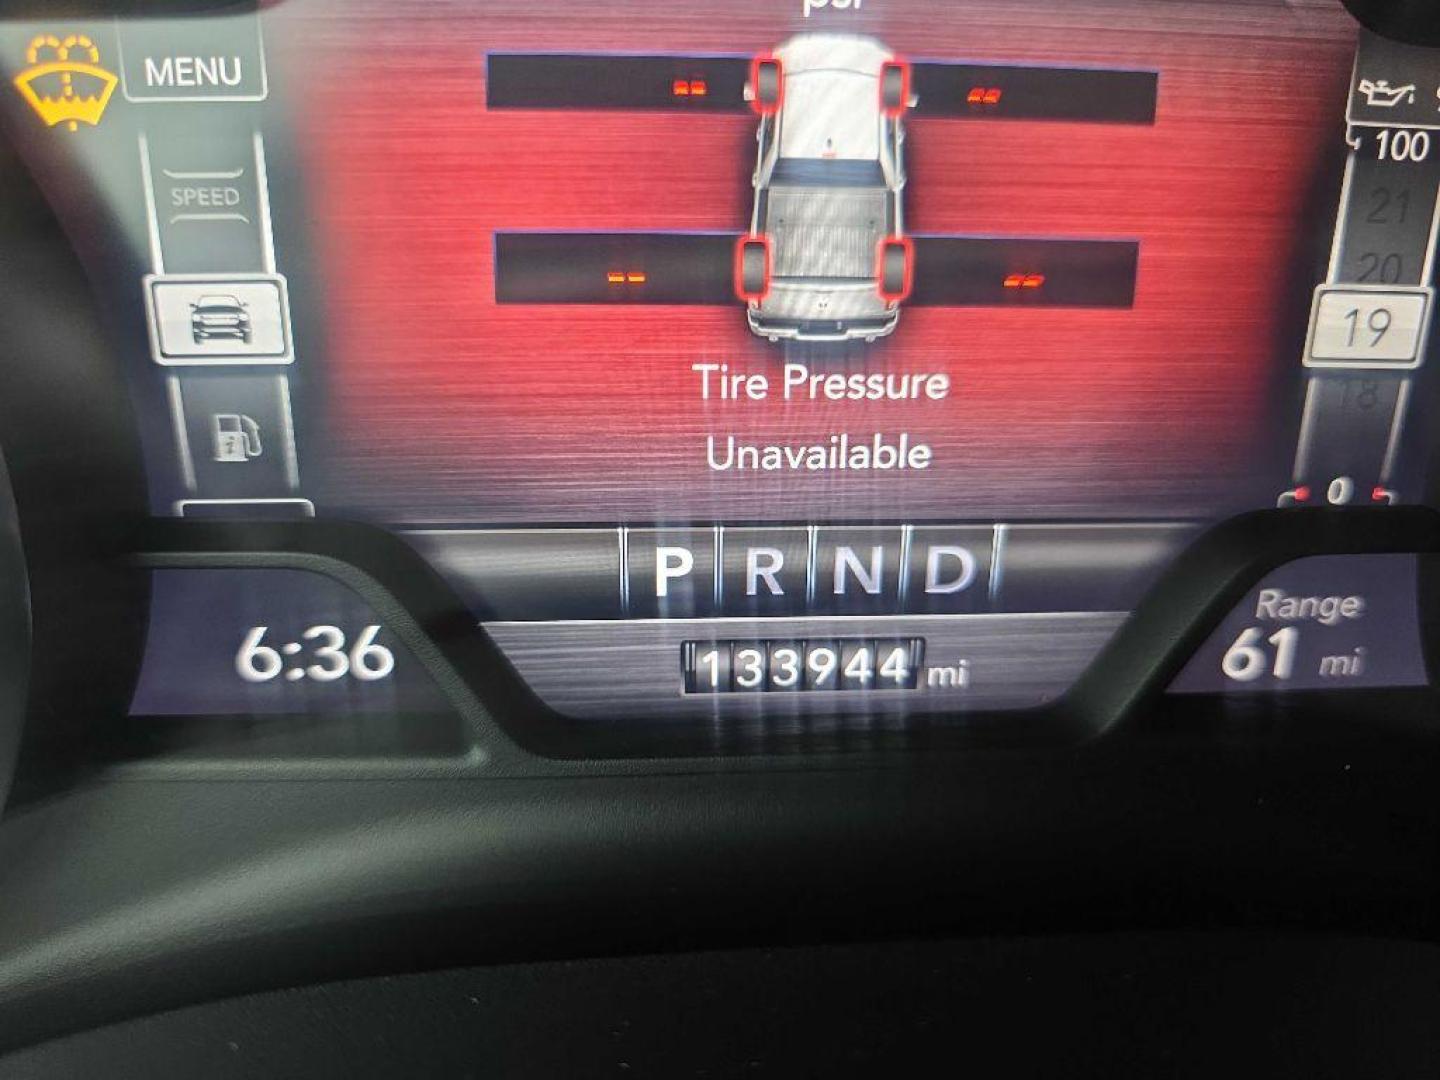 psi
MENU
-- --
100
SPEED
21
20
-- --
19
Tire Pressure
18
Unavailable
0
P R N D
Range
6:36
133944 mi
61 mi